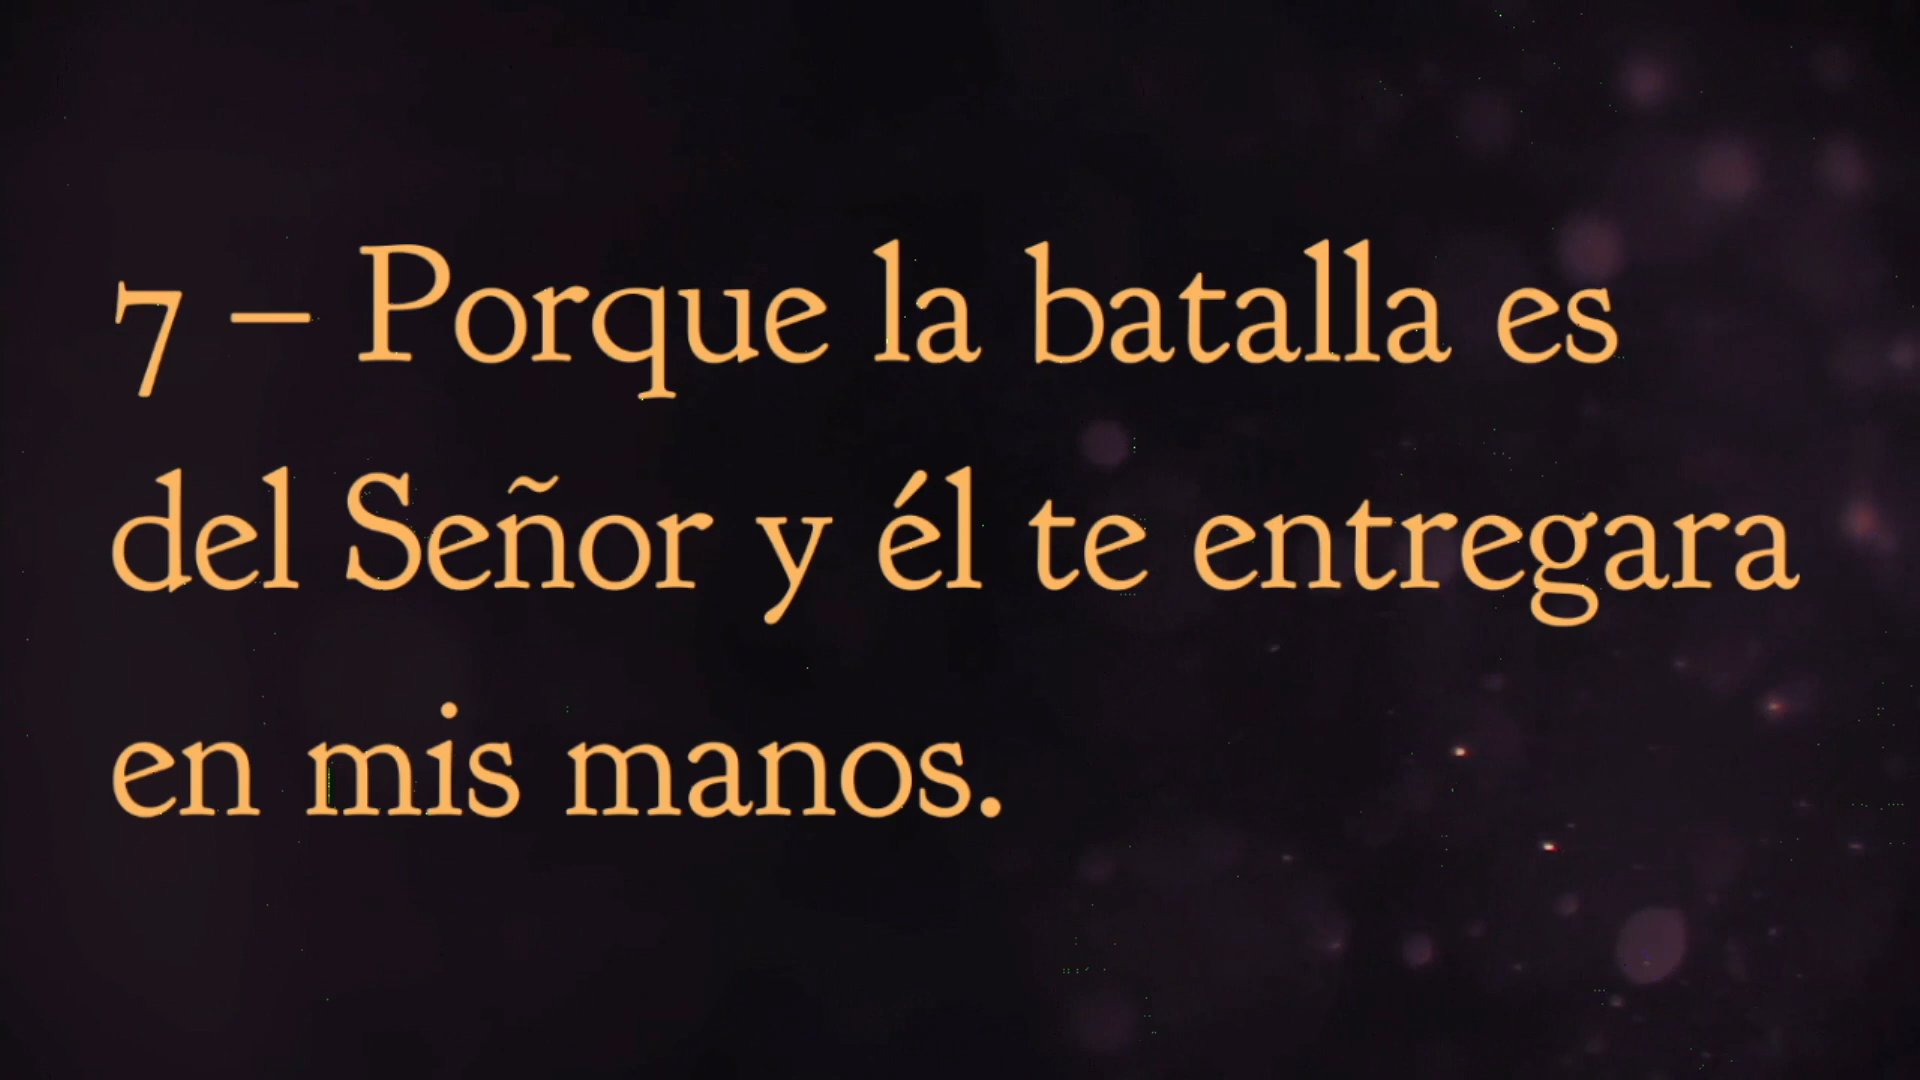 7 – Porque la batalla es
del Señor y él te entregara
en mis manos.